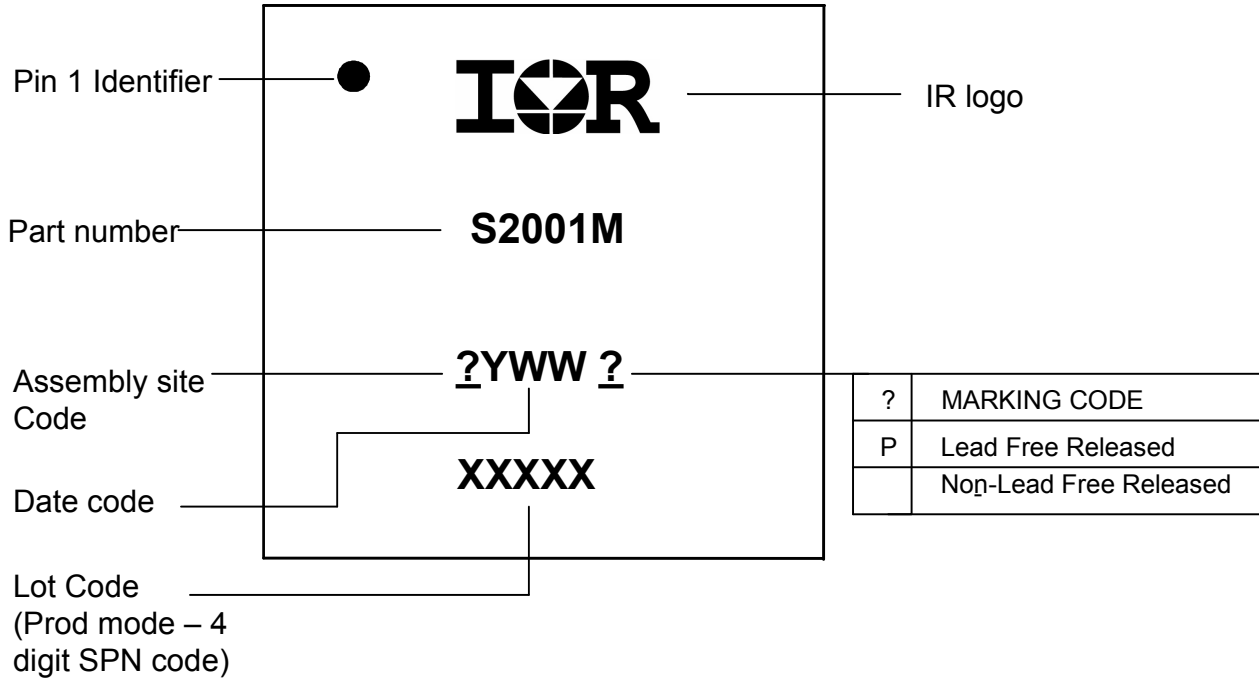 Pin 1 Identifier
IOR
IR logo
Part number
S2001M
Assembly site
Code
?YWW ?
? MARKING CODE
P Lead Free Released
Non-Lead Free Released
Date code
XXXXX
Lot Code
(Prod mode – 4
digit SPN code)